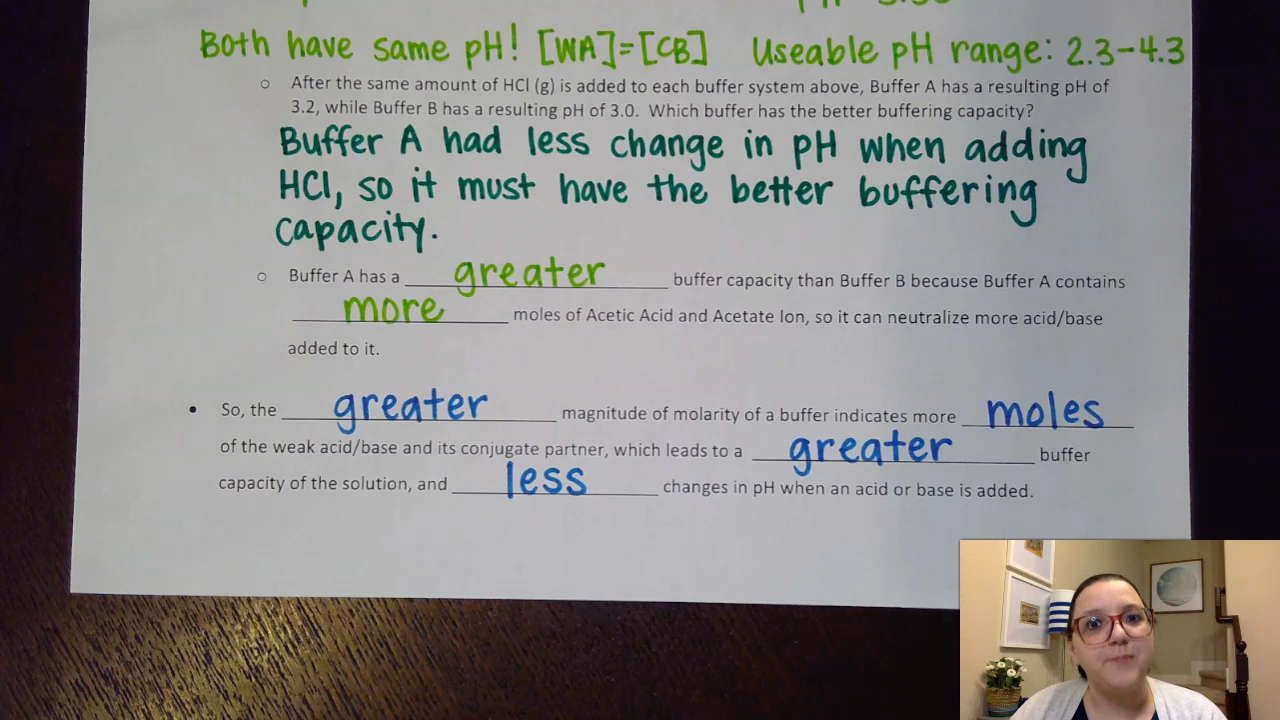 Both have same pH! [WA]=[CB] Useable pH range: 2.3-4.3
○ After the same amount of HCl (g) is added to each buffer system above, Buffer A has a resulting pH of
3.2, while Buffer B has a resulting pH of 3.0. Which buffer has the better buffering capacity?
Buffer A had less change in pH when adding
HCl, so it must have the better buffering
capacity.
○ Buffer A has a greater buffer capacity than Buffer B because Buffer A contains
more moles of Acetic Acid and Acetate Ion, so it can neutralize more acid/base
added to it.
• So, the greater magnitude of molarity of a buffer indicates more moles
of the weak acid/base and its conjugate partner, which leads to a greater buffer
capacity of the solution, and less changes in pH when an acid or base is added.